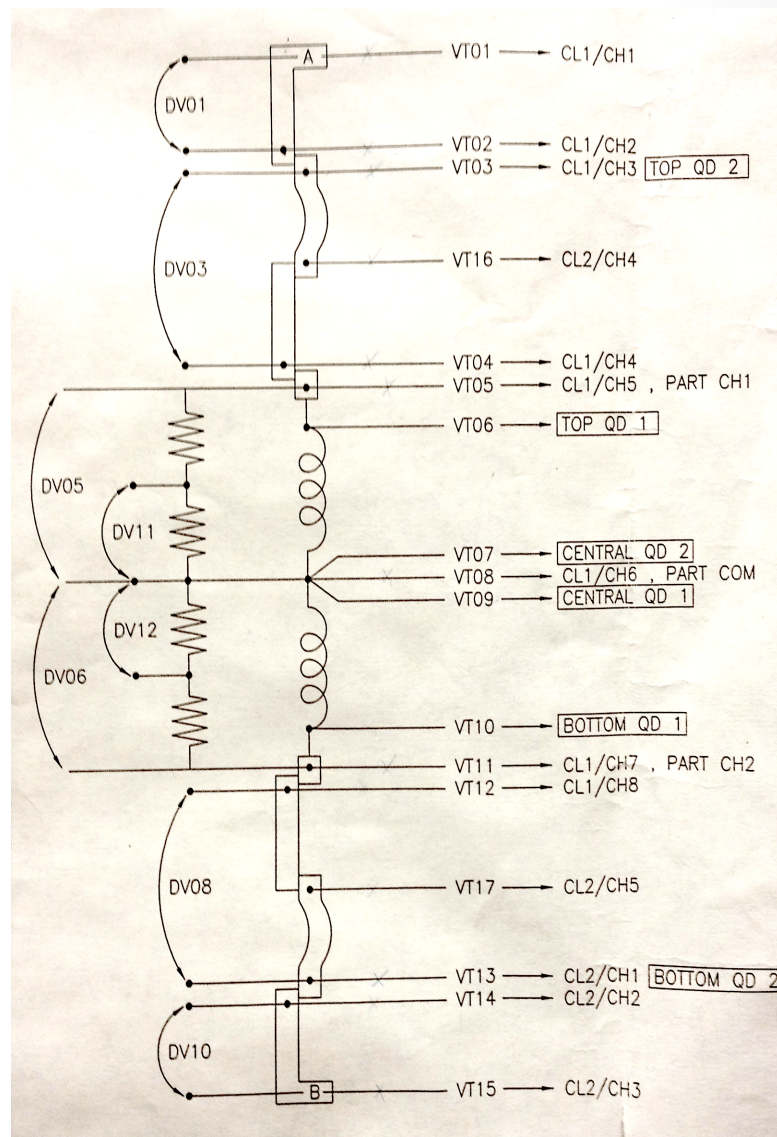 A VT01 CL1/CH1
DV01
VT02 CL1/CH2
VT03 CL1/CH3 TOP QD 2
DV03
VT16 CL2/CH4
VT04 CL1/CH4
VT05 CL1/CH5 , PART CH1
VT06 TOP QD 1
DV05
DV11
VT07 CENTRAL QD 2
VT08 CL1/CH6 , PART COM
VT09 CENTRAL QD 1
DV12
DV06
VT10 BOTTOM QD 1
VT11 CL1/CH7 , PART CH2
VT12 CL1/CH8
DV08
VT17 CL2/CH5
VT13 CL2/CH1 BOTTOM QD 2
VT14 CL2/CH2
DV10
B VT15 CL2/CH3